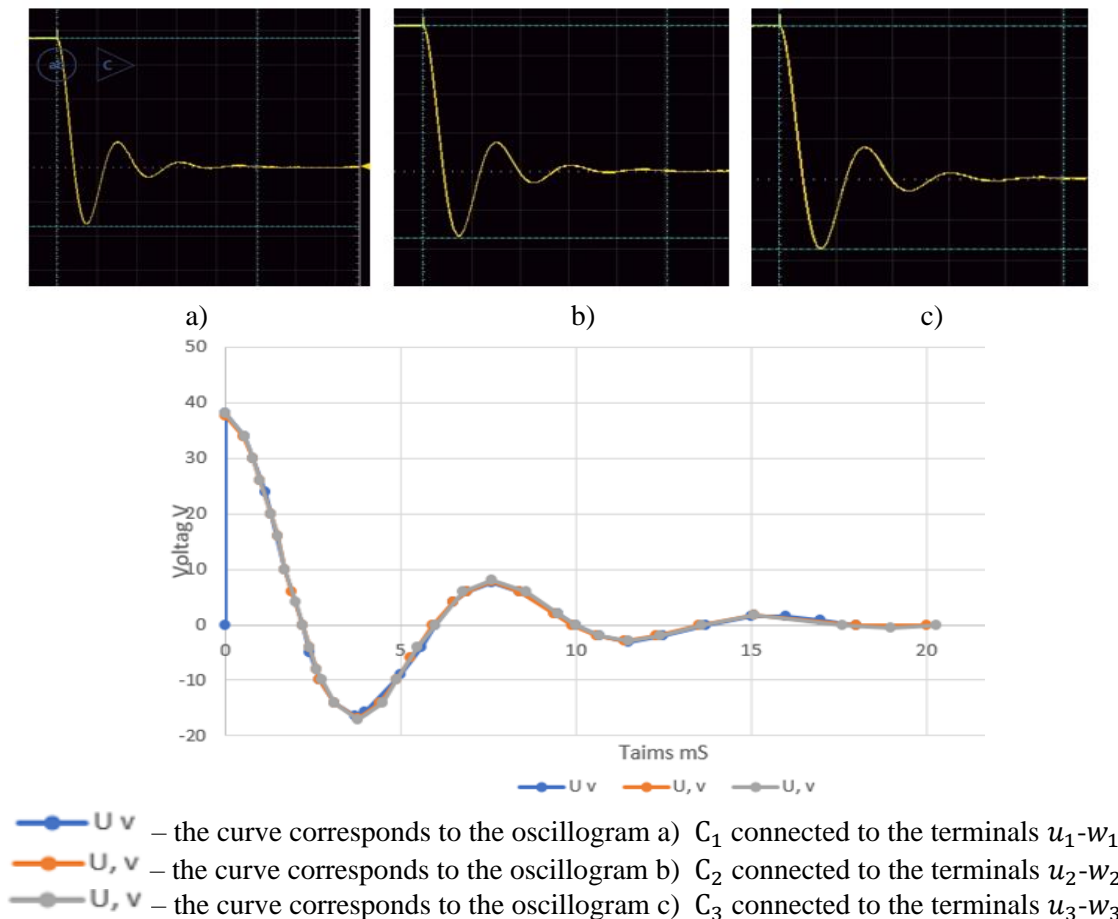 ab C
a) b) c)
50
40
30
20
10
0
-10
-20
Voltag V
0 5 10 15 20
Taims mS
U v U, v U, v
U v – the curve corresponds to the oscillogram a) C₁ connected to the terminals u₁-w₁
U, v – the curve corresponds to the oscillogram b) C₂ connected to the terminals u₂-w₂
U, v – the curve corresponds to the oscillogram c) C₃ connected to the terminals u₃-w₃